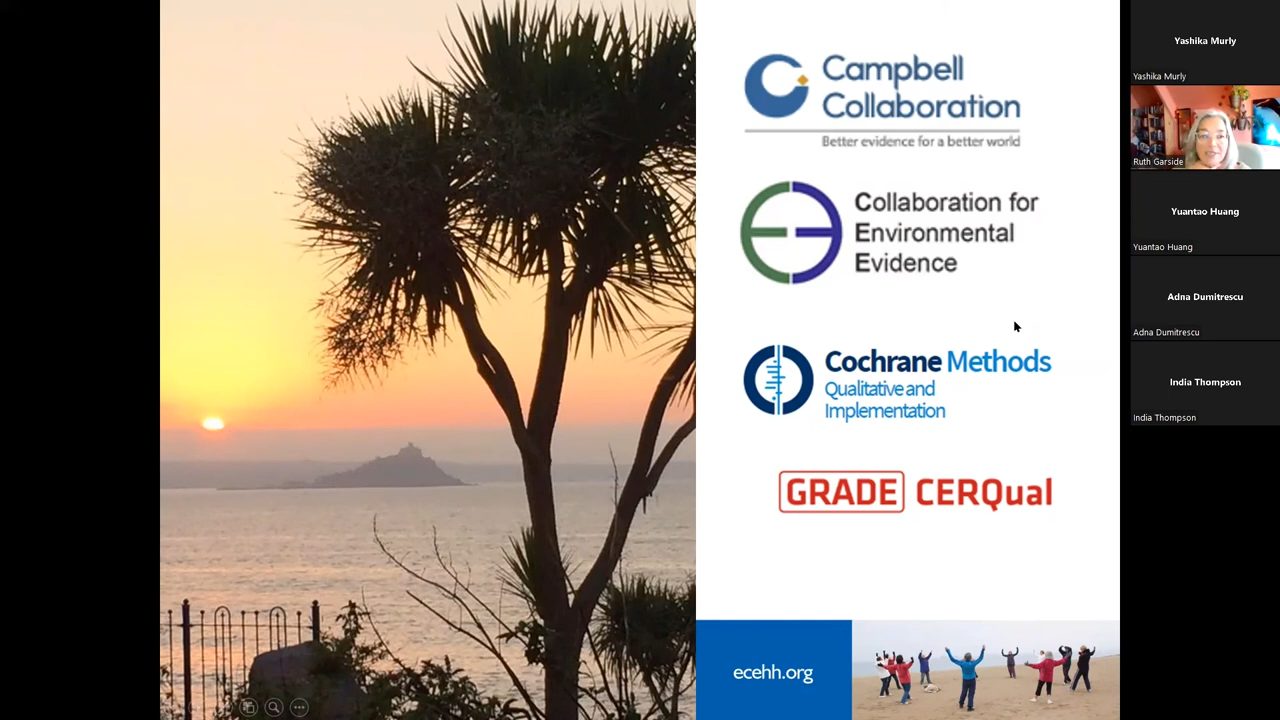 Campbell
Collaboration
Better evidence for a better world
Collaboration for
Environmental
Evidence
Cochrane Methods
Qualitative and
Implementation
GRADE CERQual
ecehh.org
Yashika Murly
Yashika Murly
Ruth Garside
Yuantao Huang
Yuantao Huang
Adna Dumitrescu
Adna Dumitrescu
India Thompson
India Thompson